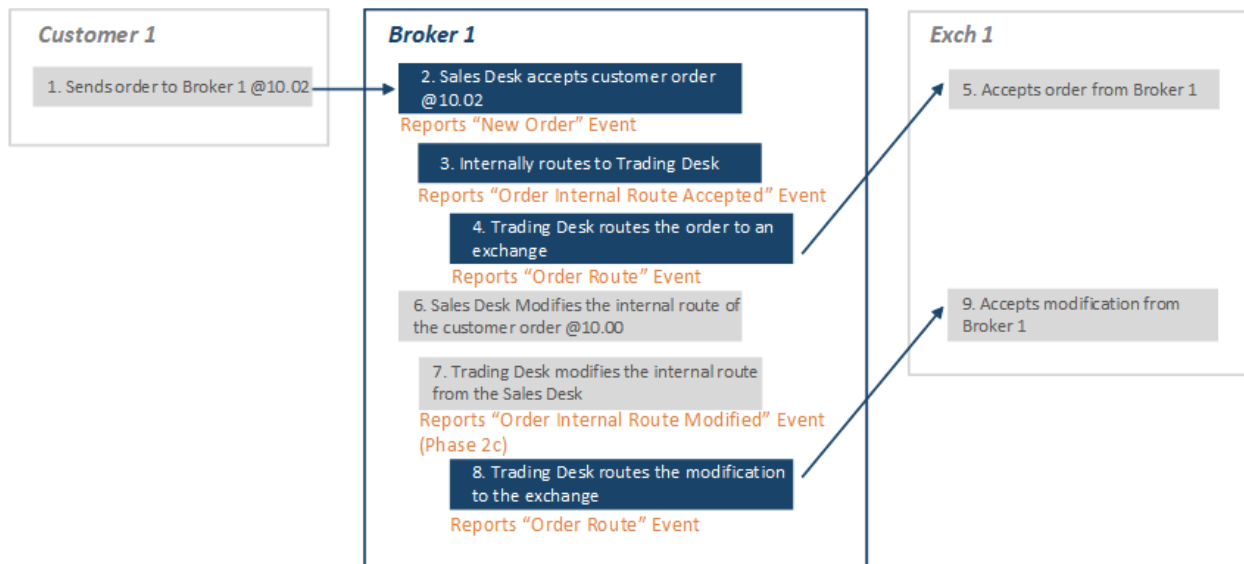 Customer 1
1. Sends order to Broker 1 @10.02
Broker 1
2. Sales Desk accepts customer order
@10.02
Reports “New Order” Event
3. Internally routes to Trading Desk
Reports “Order Internal Route Accepted” Event
4. Trading Desk routes the order to an
exchange
Reports “Order Route” Event
6. Sales Desk Modifies the internal route of
the customer order @10.00
7. Trading Desk modifies the internal route
from the Sales Desk
Reports “Order Internal Route Modified” Event
(Phase 2c)
8. Trading Desk routes the modification
to the exchange
Reports “Order Route” Event
Exch 1
5. Accepts order from Broker 1
9. Accepts modification from
Broker 1